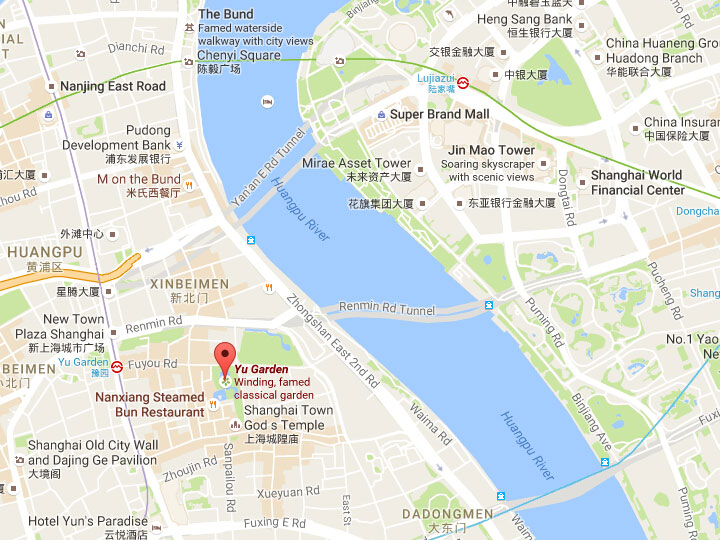 The Bund
Famed waterside
walkway with city views
Chenyi Square
陈毅广场
Dianchi Rd
Nanjing East Road
Binjiang Ave
Heng Sang Bank
恒生银行大厦
交银金融大厦
China Huaneng Gro
Huadong Branch
华能联合大厦
Lujiazui
陆家嘴
中银大厦
Super Brand Mall
China Insuran
中国保险大厦
Pudong
Development Bank
浦东发展银行
Jin Mao Tower
Soaring skyscraper
with scenic views
Mirae Asset Tower
未来资产大厦
M on the Bund
米氏西餐厅
Yan'an E Rd Tunnel
Huangpu River
Shanghai World
Financial Center
花旗集团大厦
东亚银行金融大厦
Dongtai Rd
Dongcha
外滩中心
HUANGPU
黄浦区
XINBEIMEN
新北门
星腾大厦
Pucheng Rd
Shang
New Town
Plaza Shanghai
新上海城市广场
Renmin Rd
Renmin Rd Tunnel
Zhongshan East 2nd Rd
Puming Rd
No.1 Yao
New
Yu Garden
豫园
Fuyou Rd
Yu Garden
Winding, famed
classical garden
Nanxiang Steamed
Bun Restaurant
Shanghai Town
God s Temple
上海城隍庙
Waima Rd
Huangpu River
Binjiang Ave
Shanghai Old City Wall
and Dajing Ge Pavilion
大境阁
Zhoujin Rd
Sanpailou Rd
Xueyuan Rd
East St
Puming Rd
DADONGMEN
大东门
Waima
Hotel Yun's Paradise
云悦酒店
Fuxing E Rd